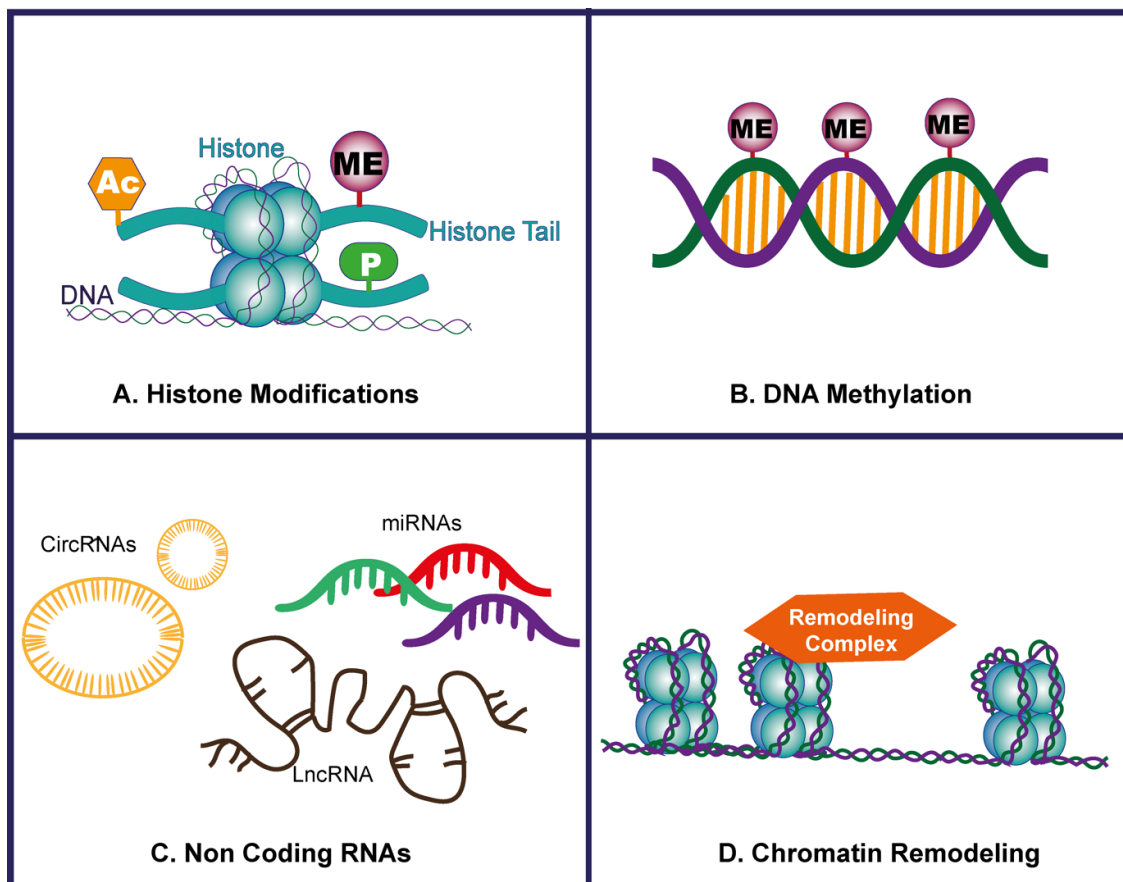 Histone
Ac
ME
Histone Tail
P
DNA
A. Histone Modifications
ME
ME
ME
B. DNA Methylation
CircRNAs
miRNAs
LncRNA
C. Non Coding RNAs
Remodeling
Complex
D. Chromatin Remodeling